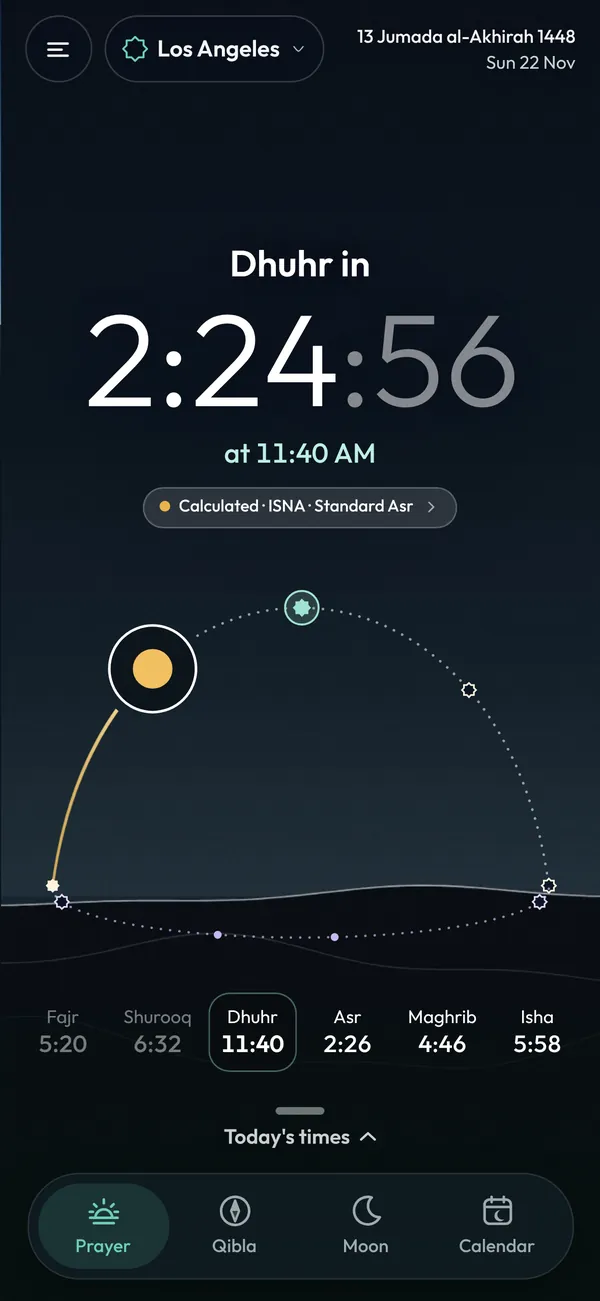 Los Angeles
13 Jumada al-Akhirah 1448
Sun 22 Nov
Dhuhr in
2:24:56
at 11:40 AM
Calculated · ISNA · Standard Asr
Fajr Shurooq Dhuhr Asr Maghrib Isha
5:20 6:32 11:40 2:26 4:46 5:58
Today's times
Prayer Qibla Moon Calendar